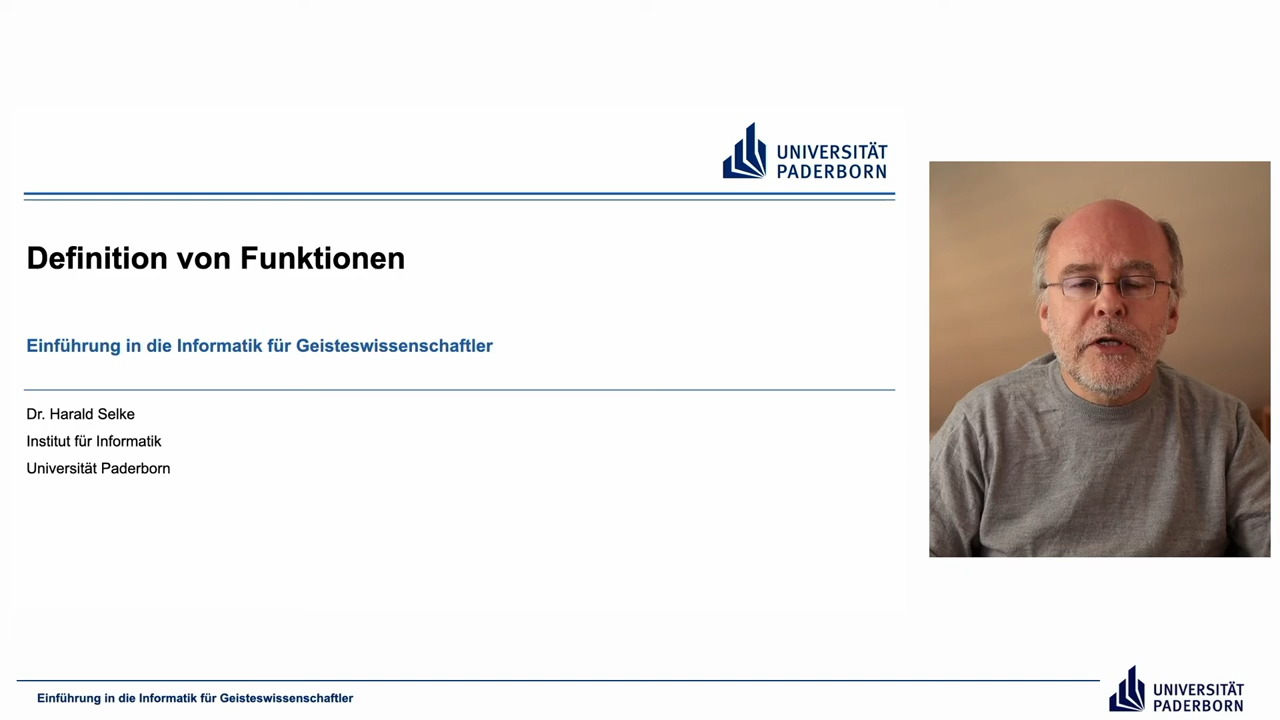 UNIVERSITÄT
PADERBORN
Definition von Funktionen
Einführung in die Informatik für Geisteswissenschaftler
Dr. Harald Selke
Institut für Informatik
Universität Paderborn
Einführung in die Informatik für Geisteswissenschaftler
UNIVERSITÄT
PADERBORN